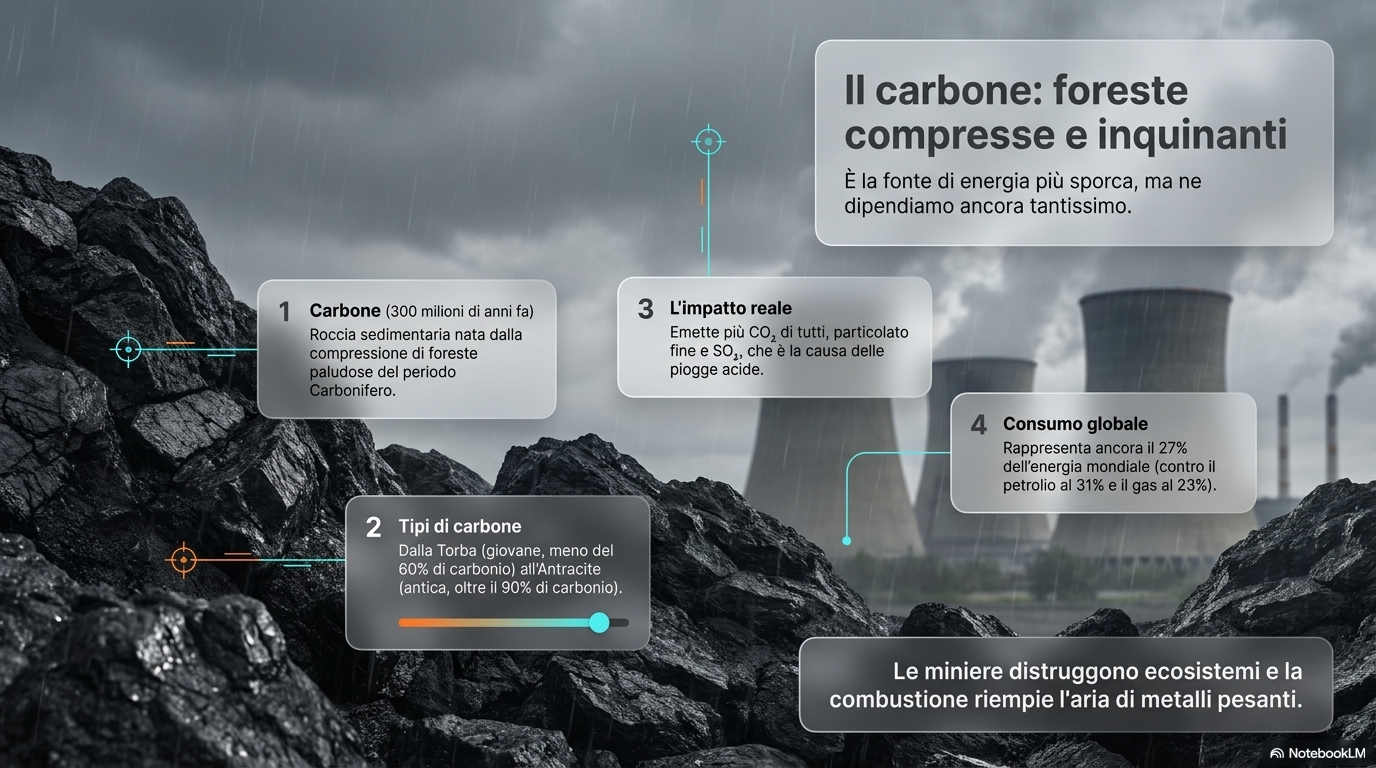 Il carbone: foreste
compresse e inquinanti
È la fonte di energia più sporca, ma ne
dipendiamo ancora tantissimo.
1 Carbone (300 milioni di anni fa)
Roccia sedimentaria nata dalla
compressione di foreste
paludose del periodo
Carbonifero.
2 Tipi di carbone
Dalla Torba (giovane, meno del
60% di carbonio) all'Antracite
(antica, oltre il 90% di carbonio).
3 L'impatto reale
Emette più CO₂ di tutti, particolato
fine e SO₂, che è la causa delle
piogge acide.
4 Consumo globale
Rappresenta ancora il 27%
dell'energia mondiale (contro il
petrolio al 31% e il gas al 23%).
Le miniere distruggono ecosistemi e la
combustione riempie l'aria di metalli pesanti.
NotebookLM